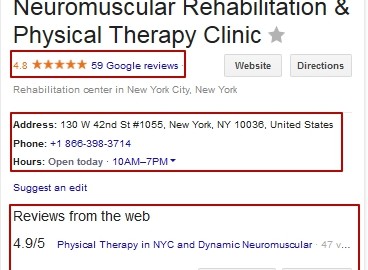 Neuromuscular Rehabilitation &
Physical Therapy Clinic
4.8 59 Google reviews
Website Directions
Rehabilitation center in New York City, New York
Address: 130 W 42nd St #1055, New York, NY 10036, United States
Phone: +1 866-398-3714
Hours: Open today · 10AM–7PM
Suggest an edit
Reviews from the web
4.9/5 Physical Therapy in NYC and Dynamic Neuromuscular · 47 v...